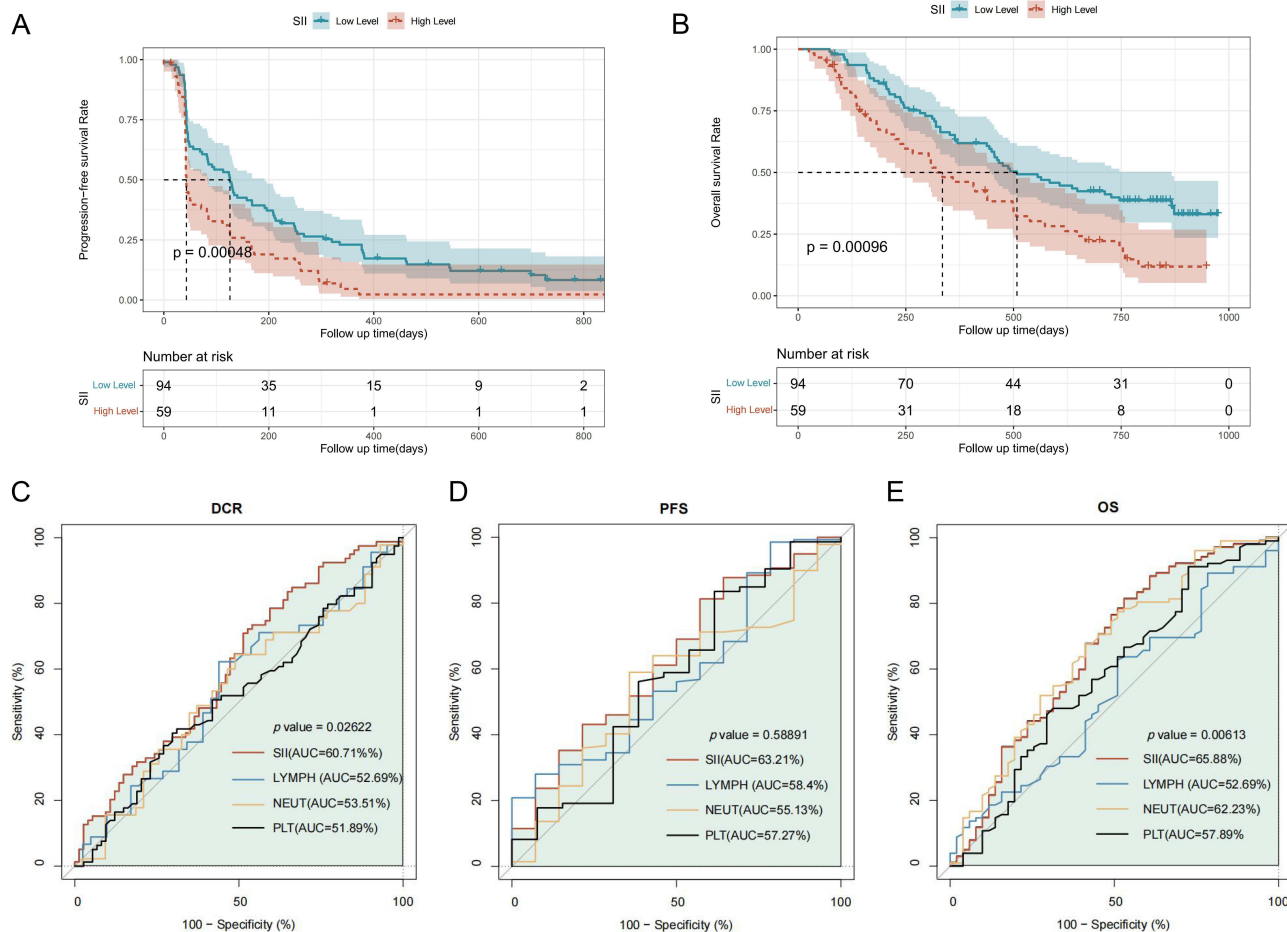 A
SII Low Level High Level
Progression−free survival Rate
1.00
0.75
0.50
0.25
0.00
p = 0.00048
0 200 400 600 800
Follow up time(days)
Number at risk
SII
Low Level 94 35 15 9 2
High Level 59 11 1 1 1
0 200 400 600 800
Follow up time(days)
B
SII Low Level High Level
Overall survival Rate
1.00
0.75
0.50
0.25
0.00
p = 0.00096
0 250 500 750 1000
Follow up time(days)
Number at risk
SII
Low Level 94 70 44 31 0
High Level 59 31 18 8 0
0 250 500 750 1000
Follow up time(days)
C
DCR
Sensitivity (%)
100
80
60
40
20
0
p value = 0.02622
SII(AUC=60.71%%)
LYMPH (AUC=52.69%)
NEUT(AUC=53.51%)
PLT(AUC=51.89%)
0 50 100
100 − Specificity (%)
D
PFS
Sensitivity (%)
100
80
60
40
20
0
p value = 0.58891
SII(AUC=63.21%)
LYMPH (AUC=58.4%)
NEUT(AUC=55.13%)
PLT(AUC=57.27%)
0 50 100
100 − Specificity (%)
E
OS
Sensitivity (%)
100
80
60
40
20
0
p value = 0.00613
SII(AUC=65.88%)
LYMPH (AUC=52.69%)
NEUT(AUC=62.23%)
PLT(AUC=57.89%
0 50 100
100 − Specificity (%)